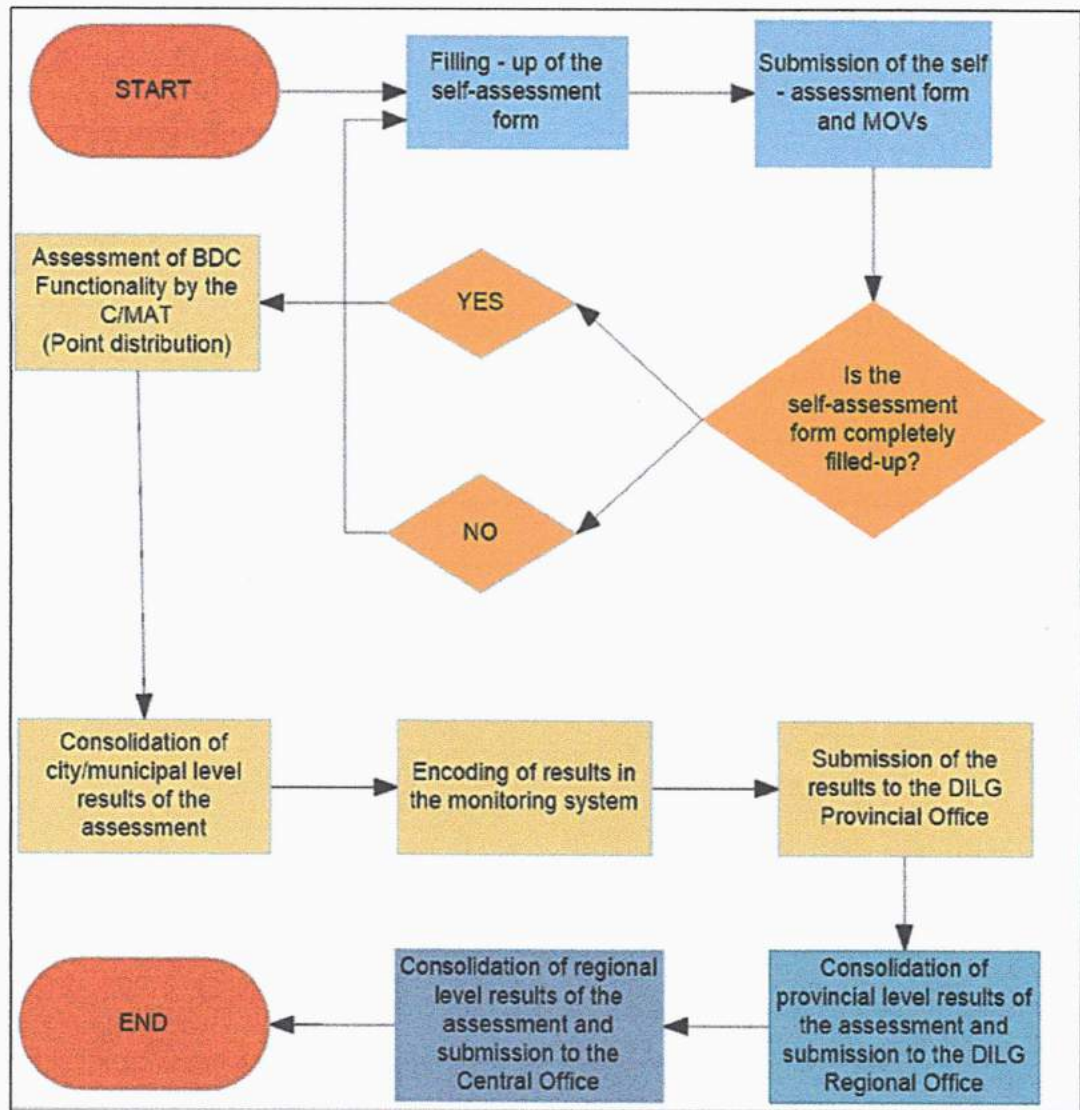 START
Filling - up of the
self-assessment
form
Submission of the self
- assessment form
and MOVs
Assessment of BDC
Functionality by the
C/MAT
(Point distribution)
YES
Is the
self-assessment
form completely
filled-up?
NO
Consolidation of
city/municipal level
results of the
assessment
Encoding of results in
the monitoring system
Submission of the
results to the DILG
Provincial Office
Consolidation of
provincial level results of
the assessment and
submission to the DILG
Regional Office
Consolidation of regional
level results of the
assessment and
submission to the
Central Office
END